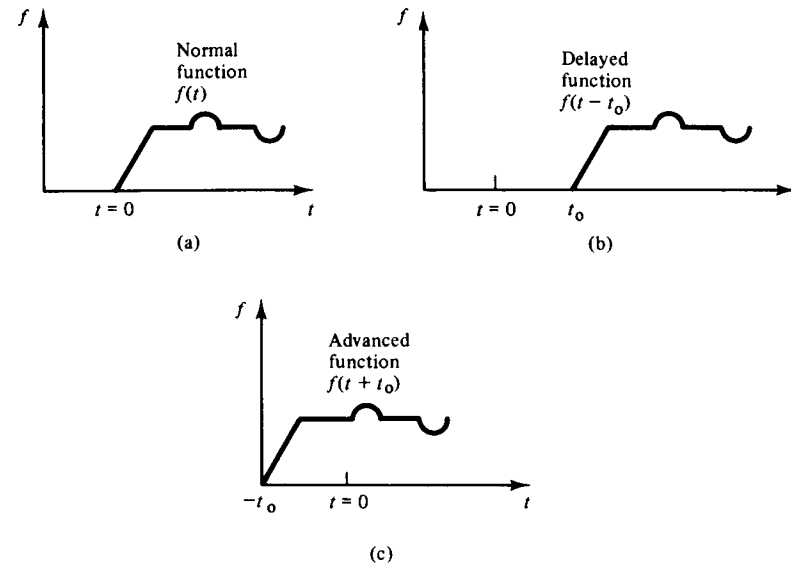 f
Normal
function
f(t)
t = 0
t
(a)
f
Delayed
function
f(t − t₀)
t = 0
t₀
(b)
f
Advanced
function
f(t + t₀)
−t₀
t = 0
t
(c)